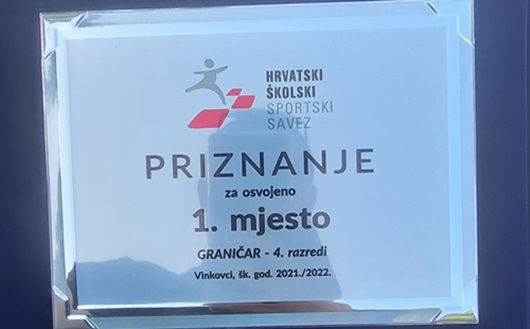 HRVATSKI
ŠKOLSKI
SPORTSKI
SAVEZ
PRIZNANJE
za osvojeno
1. mjesto
GRANIČAR - 4. razredi
Vinkovci, šk. god. 2021./2022.